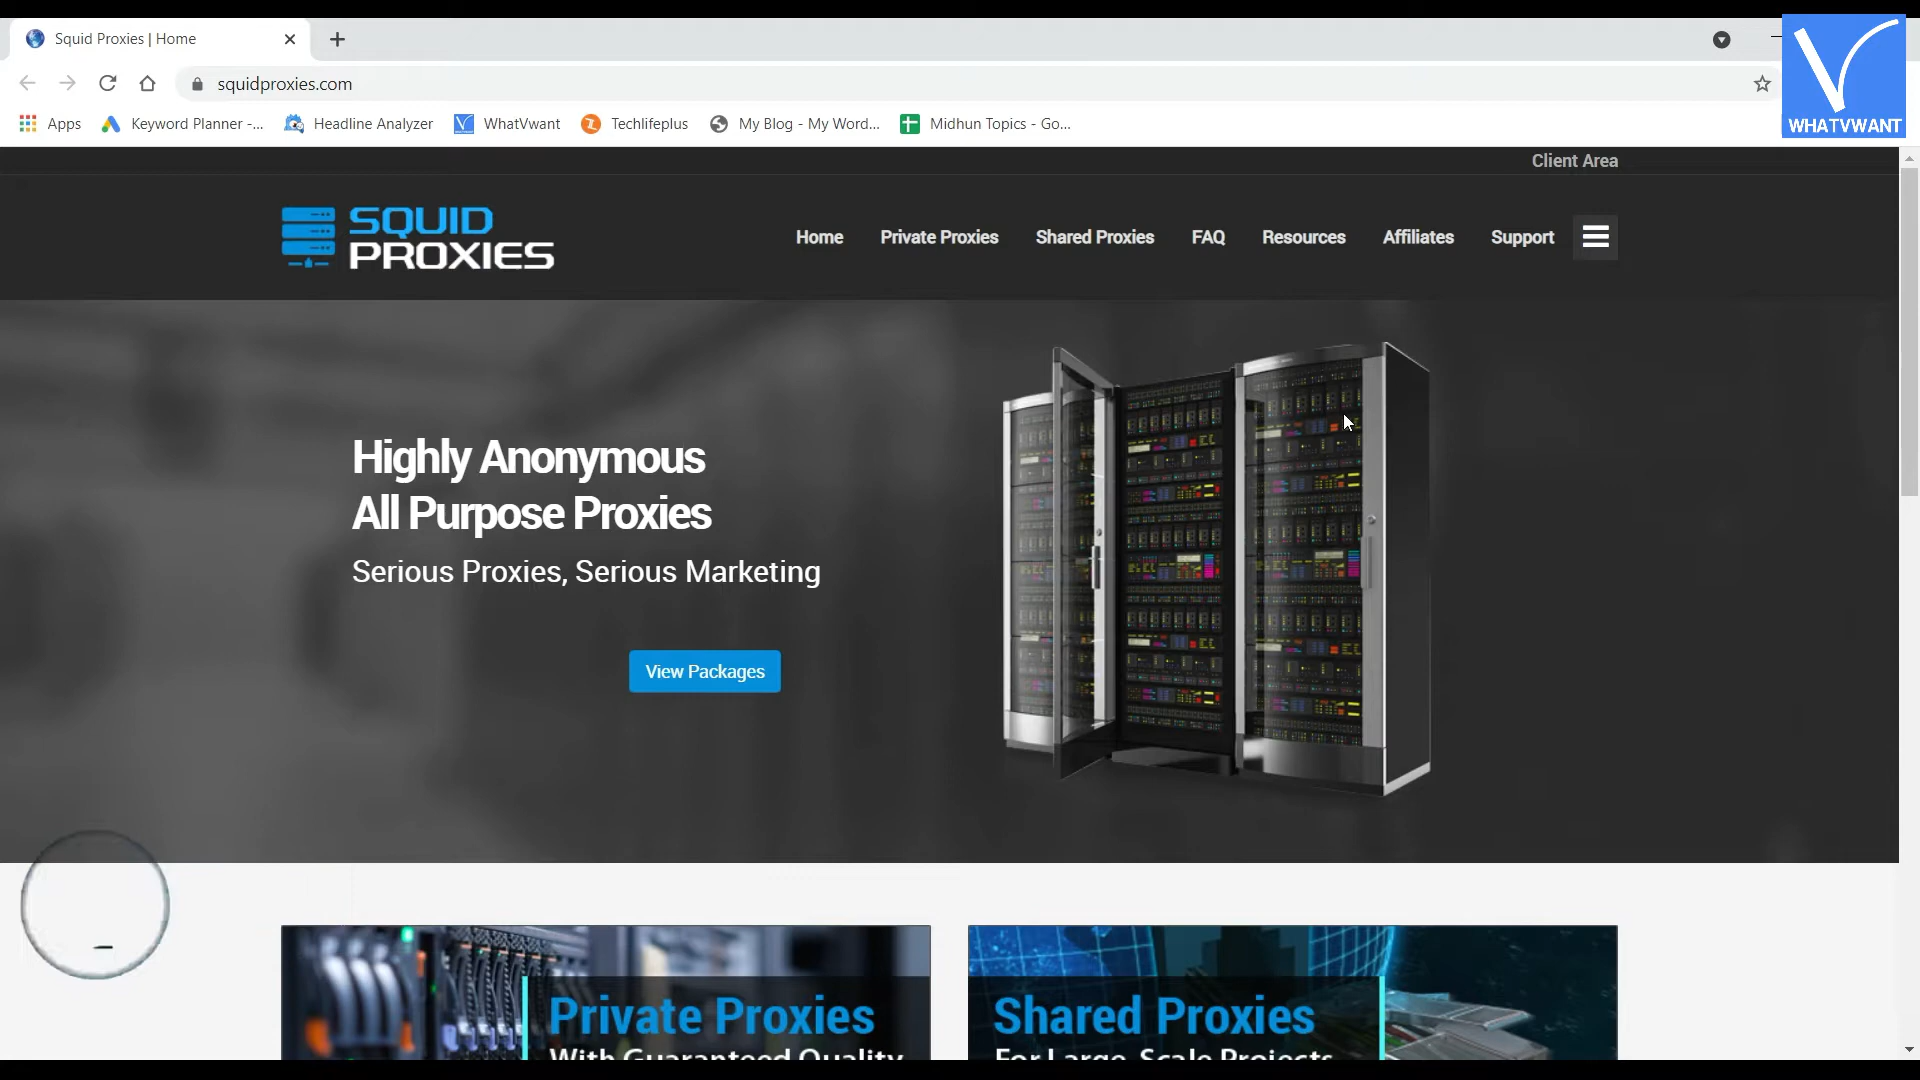 Squid Proxies | Home
squidproxies.com
Apps
Keyword Planner -...
Headline Analyzer
WhatVwant
Techlifeplus
My Blog - My Word...
Midhun Topics - Go...
WHATVWANT
Client Area
SQUID
PROXIES
Home
Private Proxies
Shared Proxies
FAQ
Resources
Affiliates
Support
Highly Anonymous
All Purpose Proxies
Serious Proxies, Serious Marketing
View Packages
Private Proxies
With Guaranteed Quality
Shared Proxies
For Large-Scale Projects